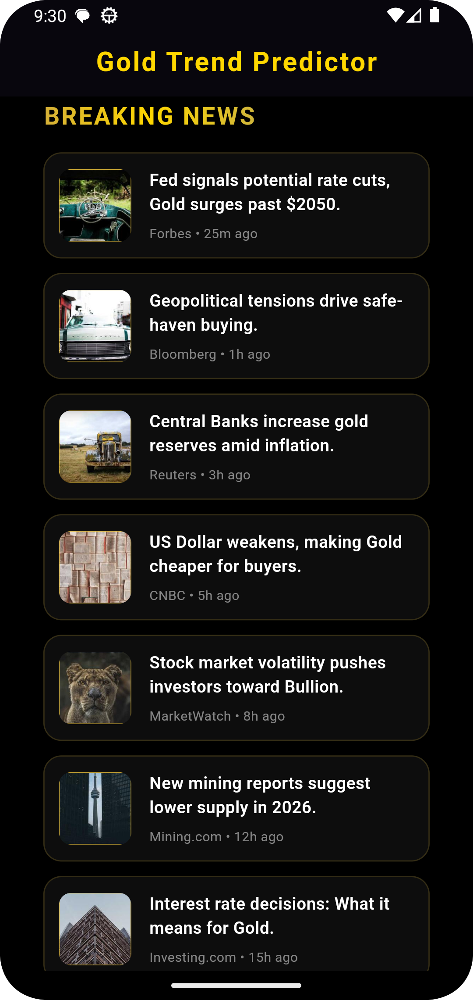 9:30
Gold Trend Predictor
BREAKING NEWS
Fed signals potential rate cuts,
Gold surges past $2050.
Forbes • 25m ago
Geopolitical tensions drive safe-
haven buying.
Bloomberg • 1h ago
Central Banks increase gold
reserves amid inflation.
Reuters • 3h ago
US Dollar weakens, making Gold
cheaper for buyers.
CNBC • 5h ago
Stock market volatility pushes
investors toward Bullion.
MarketWatch • 8h ago
New mining reports suggest
lower supply in 2026.
Mining.com • 12h ago
Interest rate decisions: What it
means for Gold.
Investing.com • 15h ago